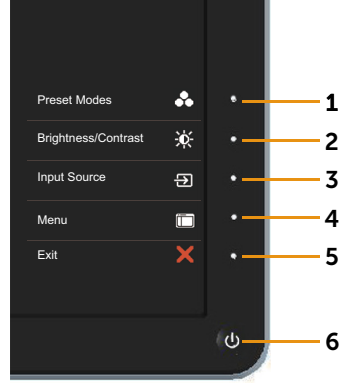 Preset Modes 1
Brightness/Contrast 2
Input Source 3
Menu 4
Exit 5
6